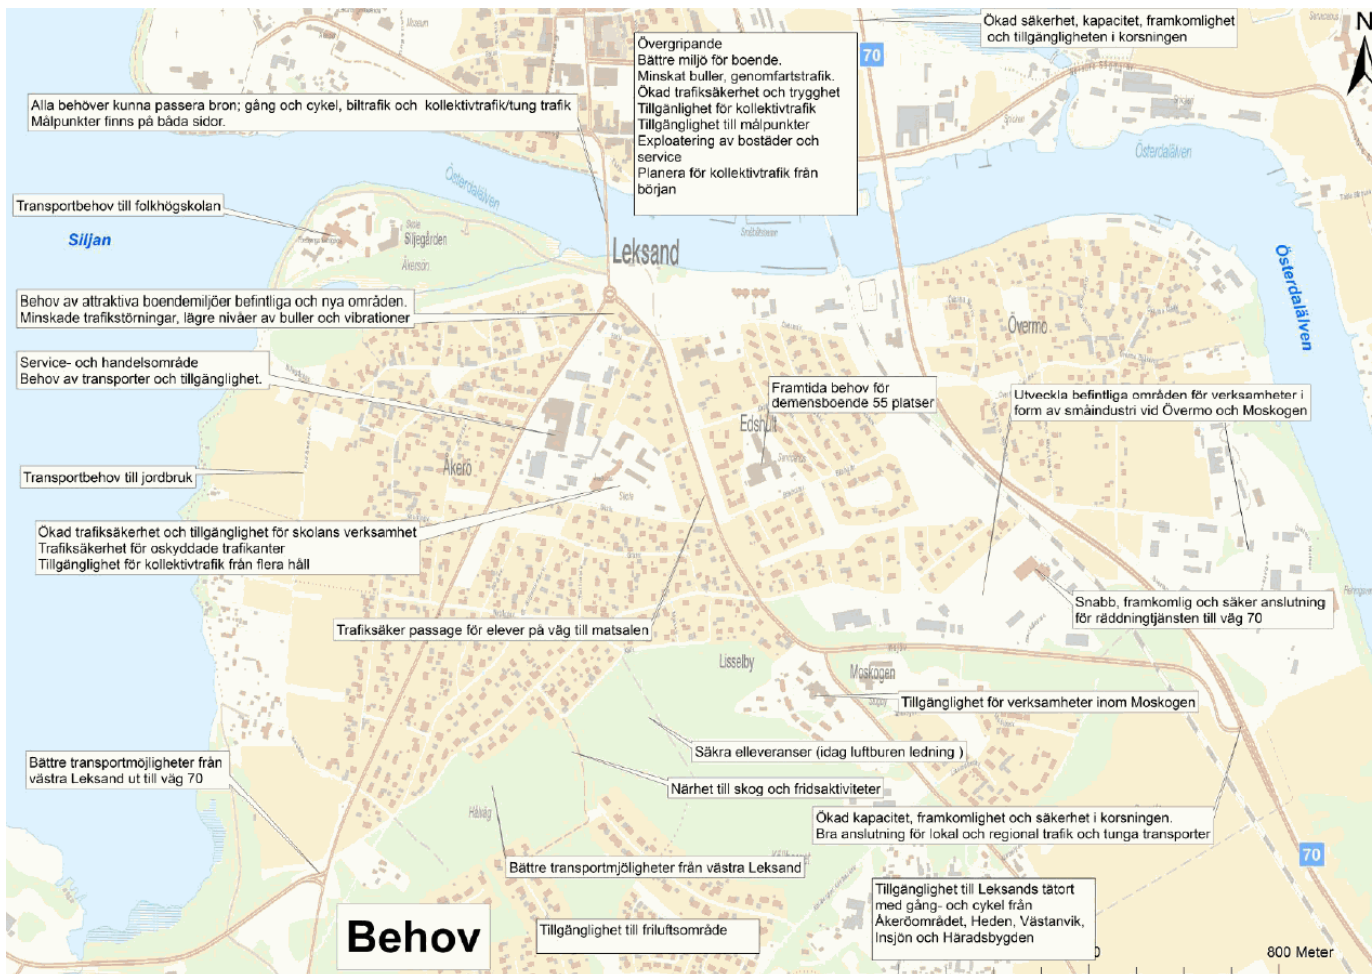 Ökad säkerhet, kapacitet, framkomlighet
och tillgängligheten i korsningen
N
Övergripande
Bättre miljö för boende.
Minskat buller, genomfartstrafik.
Ökad trafiksäkerhet och trygghet
Tillgänlighet för kollektivtrafik
Tillgänglighet till målpunkter
Exploatering av bostäder och
service
Planera för kollektivtrafik från
början
70
Museum
Alla behöver kunna passera bron; gång och cykel, biltrafik och kollektivtrafik/tung trafik
Målpunkter finns på båda sidor.
Österdalälven
Österdalälven
Transportbehov till folkhögskolan
Siljan
Siljegården
Åkersön
Leksand
Österdalälven
Behov av attraktiva boendemiljöer befintliga och nya områden.
Minskade trafikstörningar, lägre nivåer av buller och vibrationer
Övermo
Service- och handelsområde
Behov av transporter och tillgänglighet.
Framtida behov för
demensboende 55 platser
Utveckla befintliga områden för verksamheter i
form av småindustri vid Övermo och Moskogen
Edshult
Åkerö
Transportbehov till jordbruk
Skola
Ökad trafiksäkerhet och tillgänglighet för skolans verksamhet
Trafiksäkerhet för oskyddade trafikanter
Tillgänglighet för kollektivtrafik från flera håll
Snabb, framkomlig och säker anslutning
för räddningtjänsten till väg 70
Trafiksäker passage för elever på väg till matsalen
Lisselby
Moskogen
Tillgänglighet för verksamheter inom Moskogen
Säkra elleveranser (idag luftburen ledning )
Bättre transportmöjligheter från
västra Leksand ut till väg 70
Närhet till skog och fridsaktiviteter
Hälväg
Ökad kapacitet, framkomlighet och säkerhet i korsningen.
Bra anslutning för lokal och regional trafik och tunga transporter
70
Bättre transportmjöligheter från västra Leksand
Tillgänglighet till Leksands tätort
med gång- och cykel från
Åkeröområdet, Heden, Västanvik,
Insjön och Häradsbygden
Behov
Tillgänglighet till friluftsområde
800 Meter